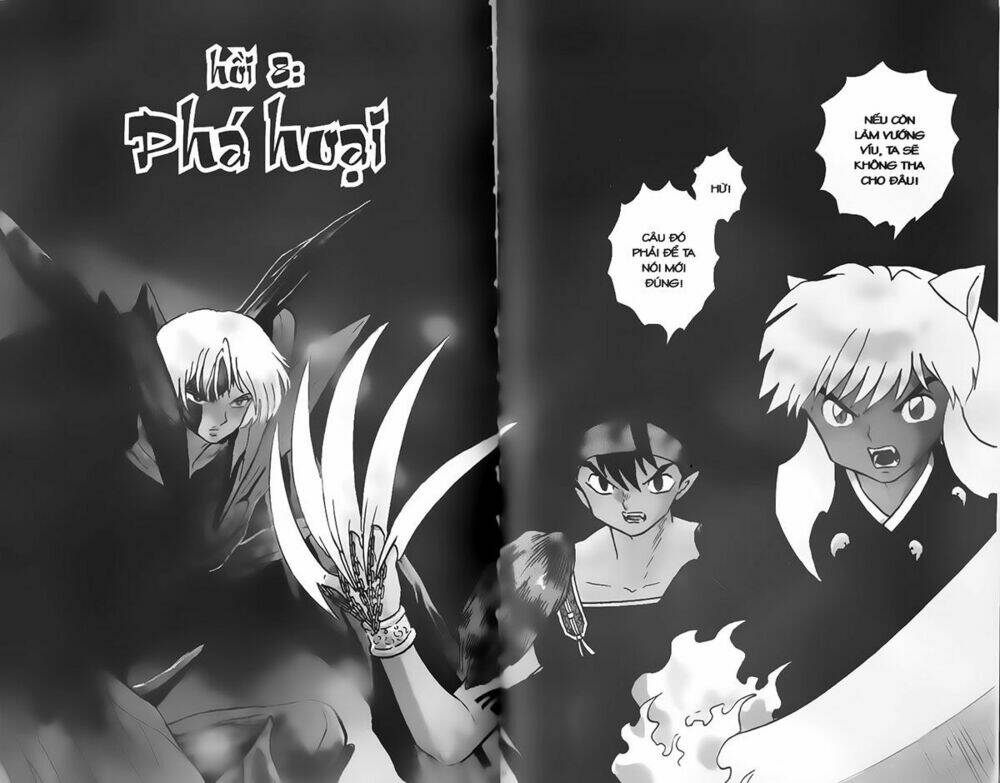 hồi 8:
Phá hoại
NẾU CÒN
LÀM VƯỚNG
VÍU, TA SẼ
KHÔNG THA
CHO ĐÂU!
HỪ!
CÂU ĐÓ
PHẢI ĐỂ TA
NÓI MỚI
ĐÚNG!